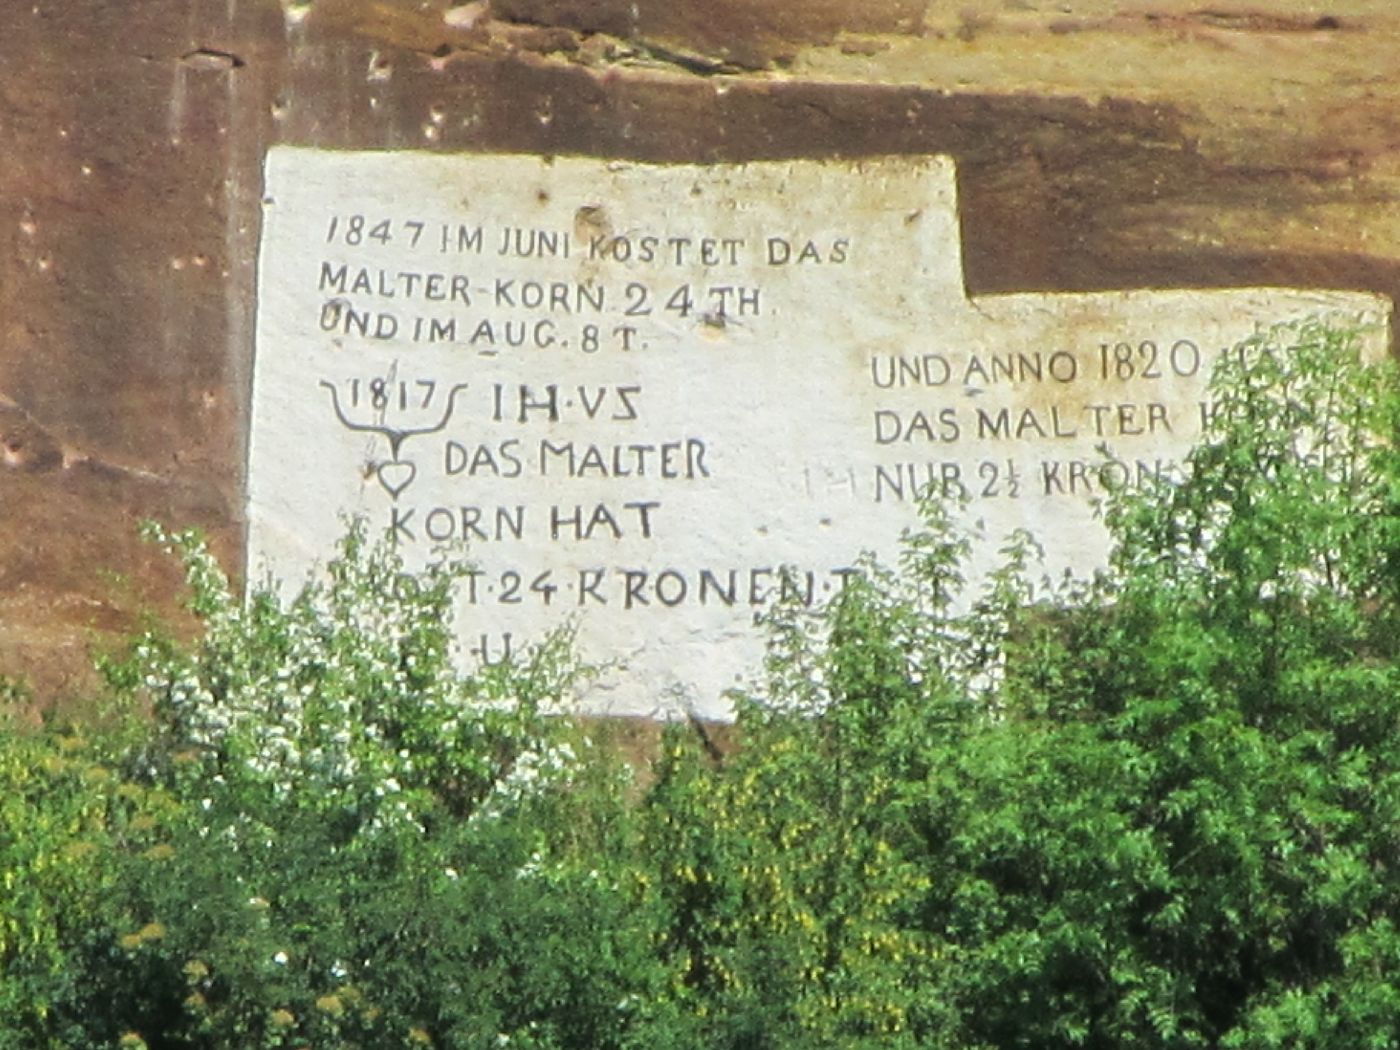 1847 IM JUNI KOSTET DAS
MALTER-KORN 24 TH.
UND IM AUG. 8 T.
1817 IH·VS
DAS MALTER
KORN HAT
24·KRONEN·
U
UND ANNO 1820
DAS MALTER
NUR 2½